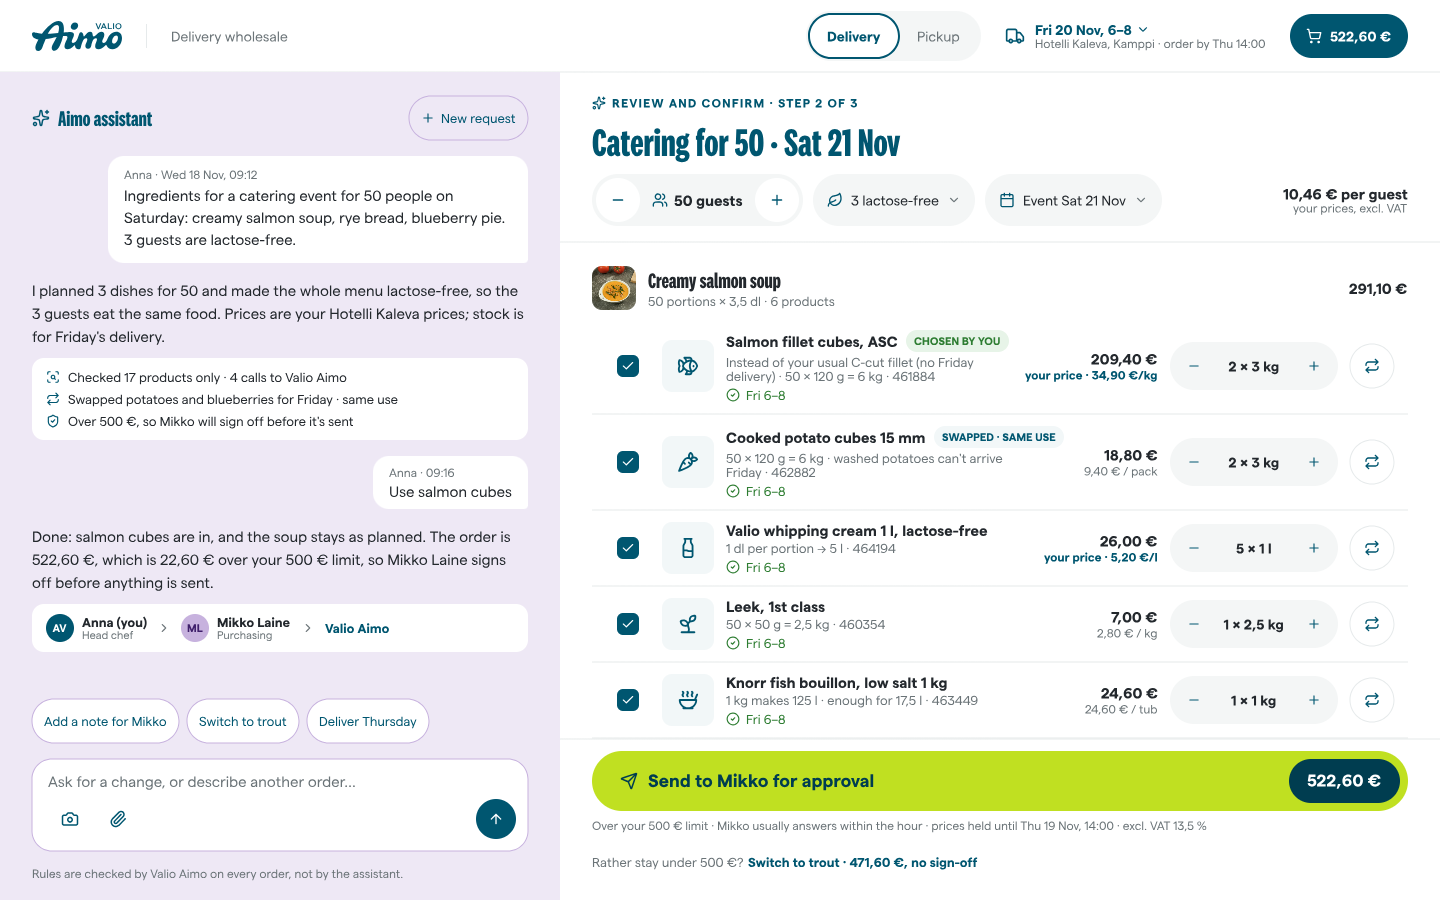 VALIO
Aimo
Delivery wholesale
Delivery
Pickup
Fri 20 Nov, 6–8
Hotelli Kaleva, Kamppi · order by Thu 14:00
522,60 €
Aimo assistant
New request
Anna · Wed 18 Nov, 09:12
Ingredients for a catering event for 50 people on
Saturday: creamy salmon soup, rye bread, blueberry pie.
3 guests are lactose-free.
I planned 3 dishes for 50 and made the whole menu lactose-free, so the
3 guests eat the same food. Prices are your Hotelli Kaleva prices; stock is
for Friday's delivery.
Checked 17 products only · 4 calls to Valio Aimo
Swapped potatoes and blueberries for Friday · same use
Over 500 €, so Mikko will sign off before it's sent
Anna · 09:16
Use salmon cubes
Done: salmon cubes are in, and the soup stays as planned. The order is
522,60 €, which is 22,60 € over your 500 € limit, so Mikko Laine signs
off before anything is sent.
AV
Anna (you)
Head chef
ML
Mikko Laine
Purchasing
Valio Aimo
Add a note for Mikko
Switch to trout
Deliver Thursday
Ask for a change, or describe another order...
Rules are checked by Valio Aimo on every order, not by the assistant.
REVIEW AND CONFIRM · STEP 2 OF 3
Catering for 50 · Sat 21 Nov
50 guests
3 lactose-free
Event Sat 21 Nov
10,46 € per guest
your prices, excl. VAT
Creamy salmon soup
50 portions × 3,5 dl · 6 products
291,10 €
Salmon fillet cubes, ASC
CHOSEN BY YOU
Instead of your usual C-cut fillet (no Friday
delivery) · 50 × 120 g = 6 kg · 461884
Fri 6–8
209,40 €
your price · 34,90 €/kg
2 × 3 kg
Cooked potato cubes 15 mm
SWAPPED · SAME USE
50 × 120 g = 6 kg · washed potatoes can't arrive
Friday · 462882
Fri 6–8
18,80 €
9,40 € / pack
2 × 3 kg
Valio whipping cream 1 l, lactose-free
1 dl per portion → 5 l · 464194
Fri 6–8
26,00 €
your price · 5,20 €/l
5 × 1 l
Leek, 1st class
50 × 50 g = 2,5 kg · 460354
Fri 6–8
7,00 €
2,80 € / kg
1 × 2,5 kg
Knorr fish bouillon, low salt 1 kg
1 kg makes 125 l · enough for 17,5 l · 463449
Fri 6–8
24,60 €
24,60 € / tub
1 × 1 kg
Send to Mikko for approval
522,60 €
Over your 500 € limit · Mikko usually answers within the hour · prices held until Thu 19 Nov, 14:00 · excl. VAT 13,5 %
Rather stay under 500 €? Switch to trout · 471,60 €, no sign-off